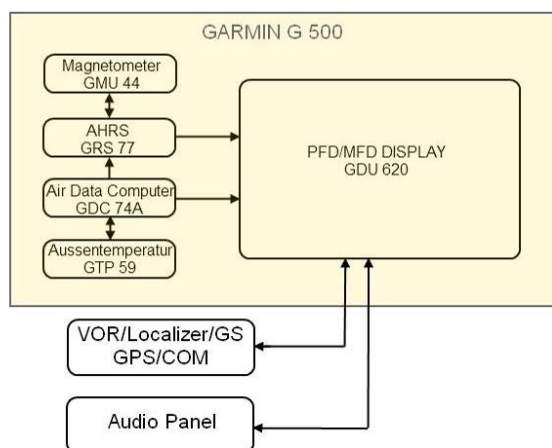 GARMIN G 500
Magnetometer
GMU 44
AHRS
GRS 77
Air Data Computer
GDC 74A
Aussentemperatur
GTP 59
PFD/MFD DISPLAY
GDU 620
VOR/Localizer/GS
GPS/COM
Audio Panel